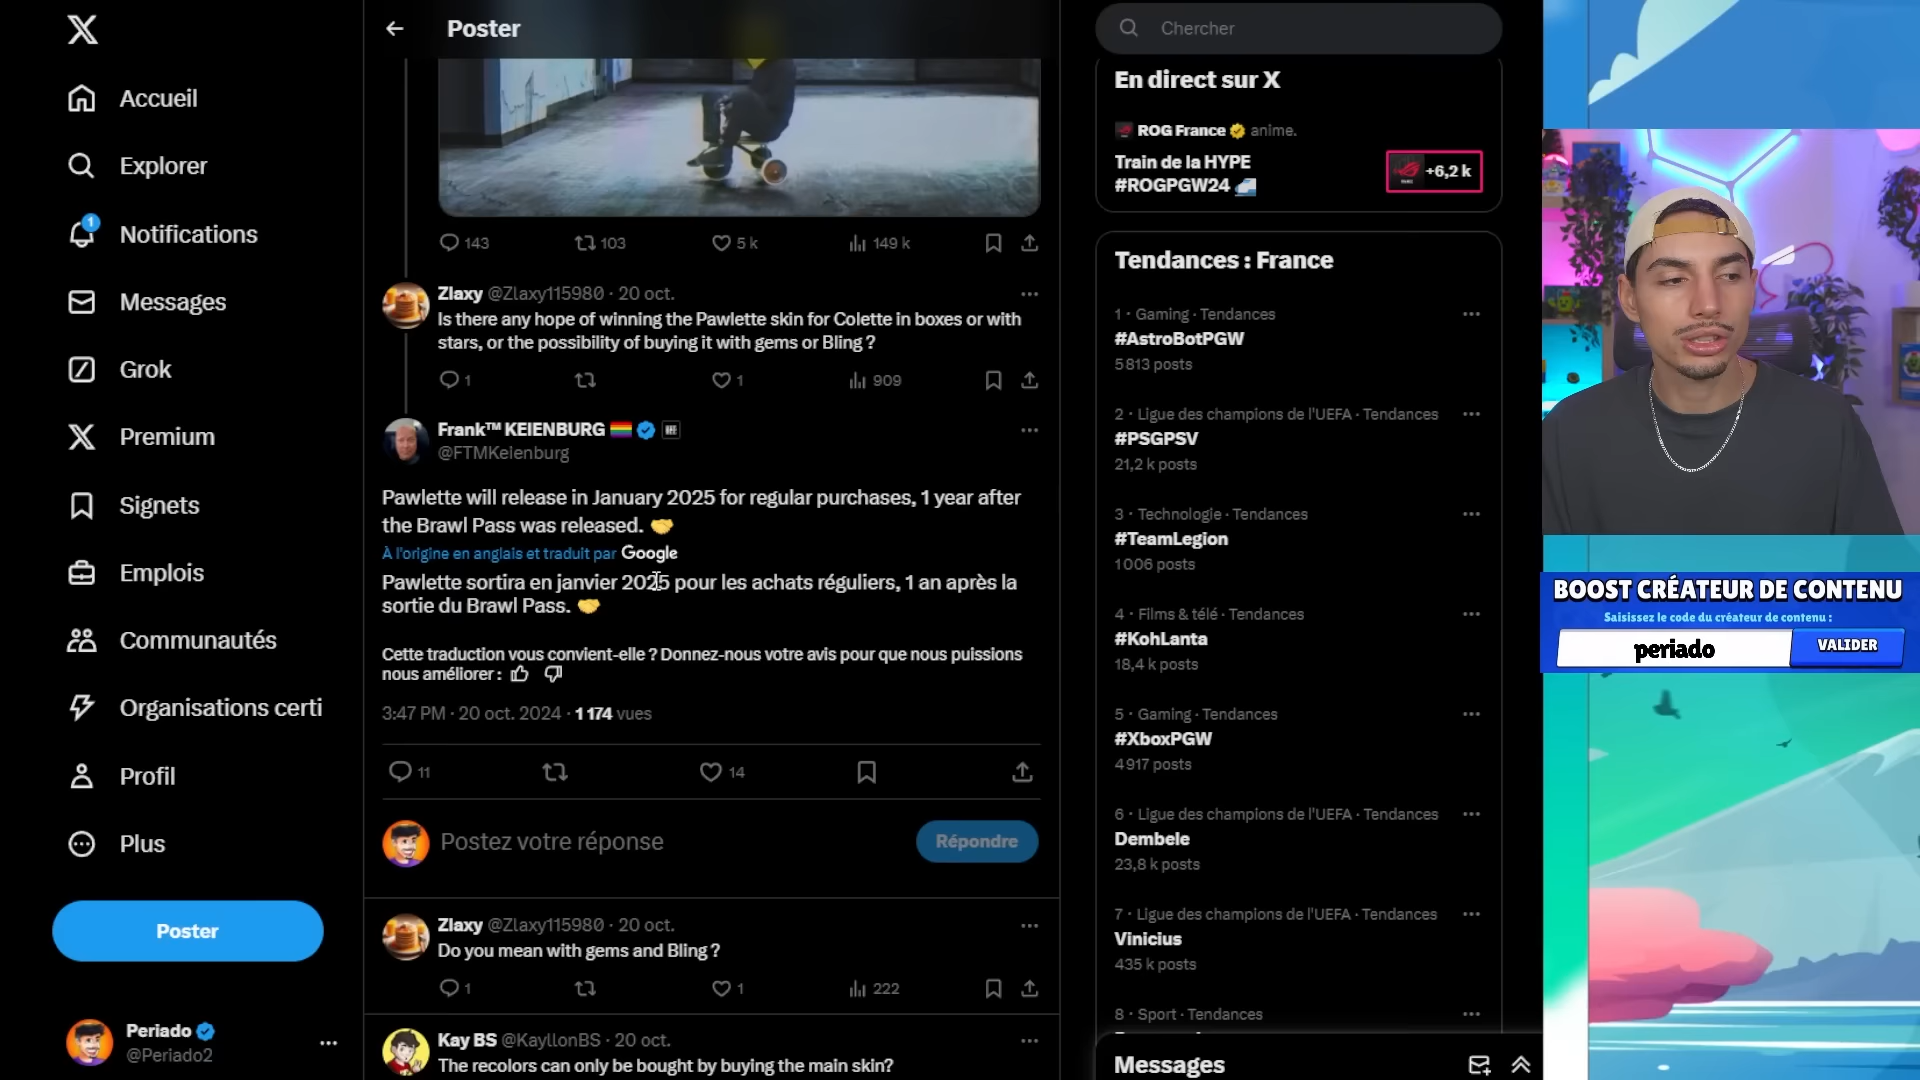 Accueil
Explorer
1
Notifications
Messages
Grok
Premium
Signets
Emplois
Communautés
Organisations certi
Profil
Plus
Poster
Periado
@Periado2
Poster
143
103
5 k
149 k
Zlaxy @Zlaxy115980 · 20 oct.
Is there any hope of winning the Pawlette skin for Colette in boxes or with
stars, or the possibility of buying it with gems or Bling ?
1
1
909
Frank™ KEIENBURG
@FTMKeienburg
Pawlette will release in January 2025 for regular purchases, 1 year after
the Brawl Pass was released. 🤝
À l'origine en anglais et traduit par Google
Pawlette sortira en janvier 2025 pour les achats réguliers, 1 an après la
sortie du Brawl Pass. 🤝
Cette traduction vous convient-elle ? Donnez-nous votre avis pour que nous puissions
nous améliorer :
3:47 PM · 20 oct. 2024 · 1 174 vues
11
14
Postez votre réponse
Répondre
Zlaxy @Zlaxy115980 · 20 oct.
Do you mean with gems and Bling ?
1
1
222
Kay BS @KayllonBS · 20 oct.
The recolors can only be bought by buying the main skin?
Chercher
En direct sur X
ROG France anime.
Train de la HYPE
#ROGPGW24
+6,2 k
Tendances : France
1 · Gaming · Tendances
#AstroBotPGW
5 813 posts
2 · Ligue des champions de l'UEFA · Tendances
#PSGPSV
21,2 k posts
3 · Technologie · Tendances
#TeamLegion
1 006 posts
4 · Films & télé · Tendances
#KohLanta
18,4 k posts
5 · Gaming · Tendances
#XboxPGW
4 917 posts
6 · Ligue des champions de l'UEFA · Tendances
Dembele
23,8 k posts
7 · Ligue des champions de l'UEFA · Tendances
Vinicius
435 k posts
8 · Sport · Tendances
Messages
BOOST CRÉATEUR DE CONTENU
Saisissez le code du créateur de contenu :
periado
VALIDER